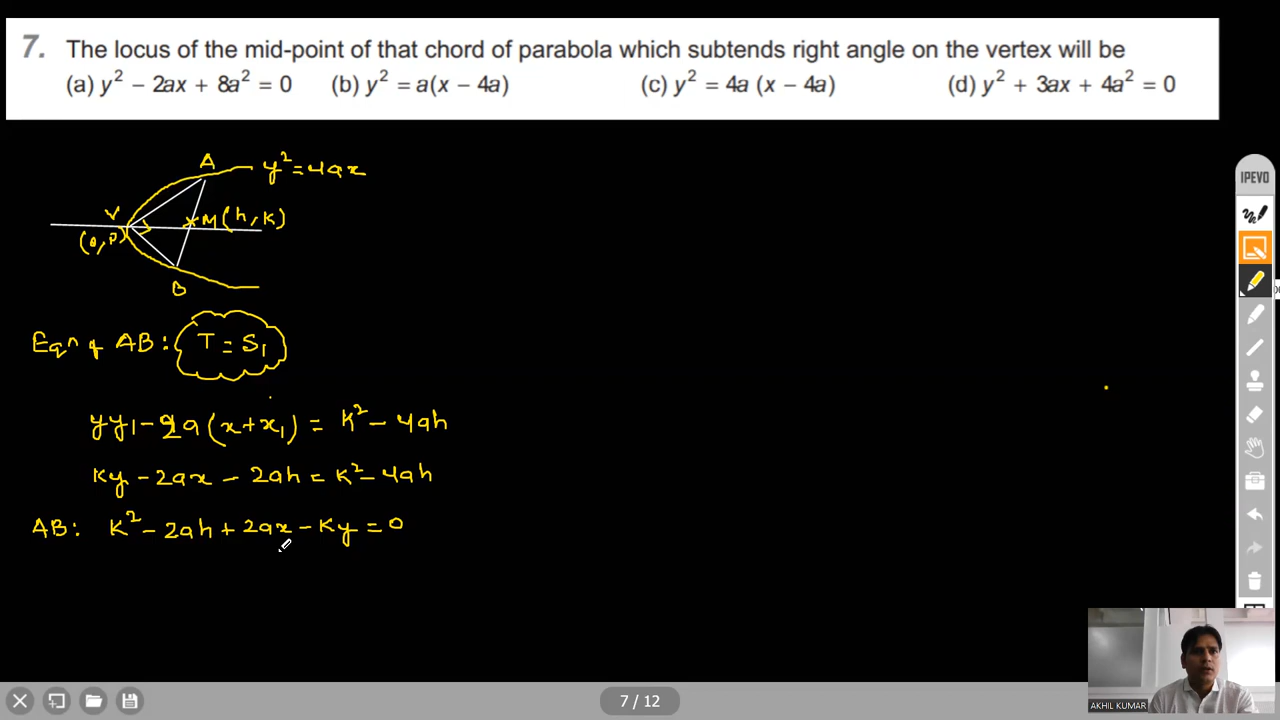 7. The locus of the mid-point of that chord of parabola which subtends right angle on the vertex will be
(a) y² − 2ax + 8a² = 0 (b) y² = a(x − 4a) (c) y² = 4a (x − 4a) (d) y² + 3ax + 4a² = 0
A y² = 4ax
V M(h, k)
B
Eqn of AB: T = S₁
yy₁ − 2a(x + x₁) = k² − 4ah
ky − 2ax − 2ah = k² − 4ah
AB: k² − 2ah + 2ax − ky = 0
IPEVO
7 / 12
AKHIL KUMAR